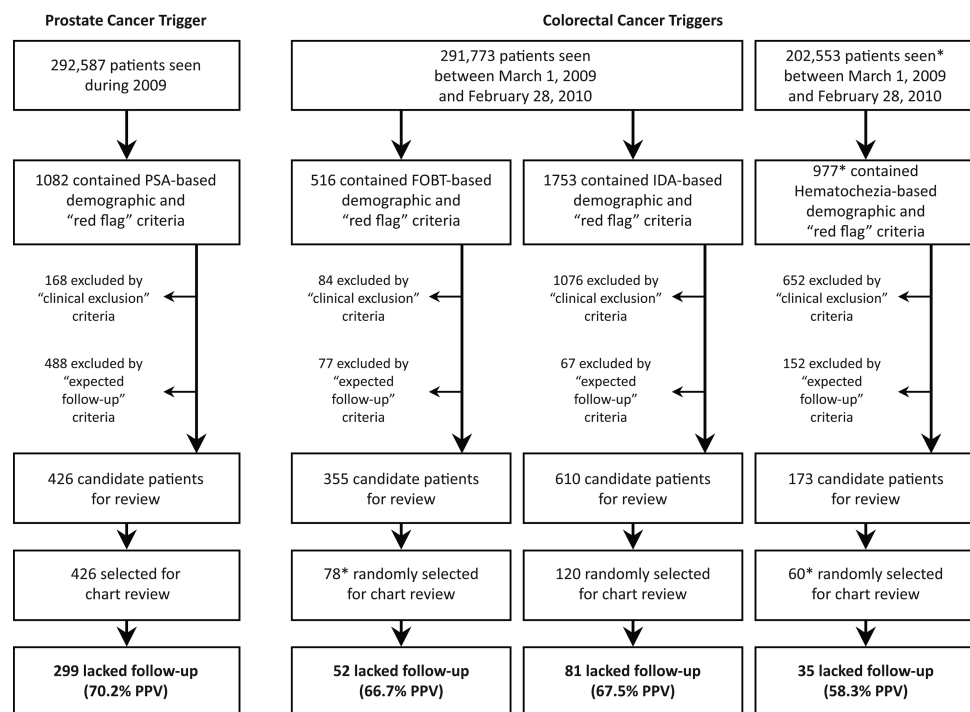 Prostate Cancer Trigger
Colorectal Cancer Triggers
292,587 patients seen
during 2009
291,773 patients seen
between March 1, 2009
and February 28, 2010
202,553 patients seen*
between March 1, 2009
and February 28, 2010
1082 contained PSA-based
demographic and
“red flag” criteria
516 contained FOBT-based
demographic and
“red flag” criteria
1753 contained IDA-based
demographic and
“red flag” criteria
977* contained
Hematochezia-based
demographic and
“red flag” criteria
168 excluded by
“clinical exclusion”
criteria
84 excluded by
“clinical exclusion”
criteria
1076 excluded by
“clinical exclusion”
criteria
652 excluded by
“clinical exclusion”
criteria
488 excluded by
“expected
follow-up”
criteria
77 excluded by
“expected
follow-up”
criteria
67 excluded by
“expected
follow-up”
criteria
152 excluded by
“expected
follow-up”
criteria
426 candidate patients
for review
355 candidate patients
for review
610 candidate patients
for review
173 candidate patients
for review
426 selected for
chart review
78* randomly selected
for chart review
120 randomly selected
for chart review
60* randomly selected
for chart review
299 lacked follow-up
(70.2% PPV)
52 lacked follow-up
(66.7% PPV)
81 lacked follow-up
(67.5% PPV)
35 lacked follow-up
(58.3% PPV)